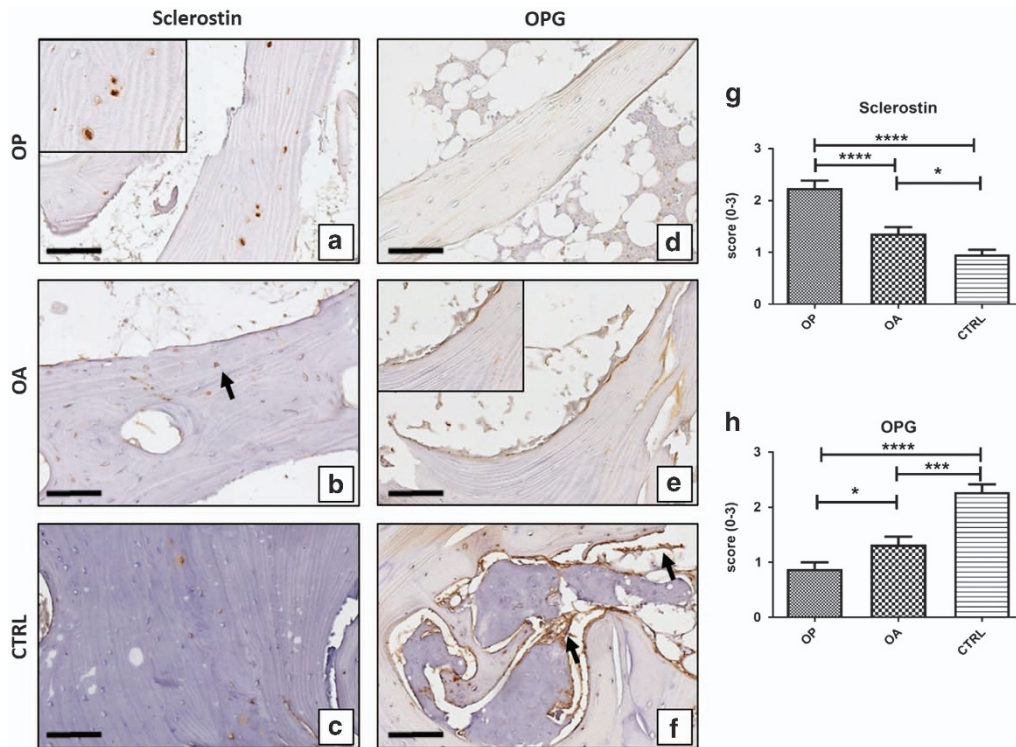 Sclerostin
OPG
OP
a
d
OA
b
e
CTRL
c
f
g
Sclerostin
****
****
*
3
2
1
0
score (0-3)
OP
OA
CTRL
h
OPG
****
***
*
3
2
1
0
score (0-3)
OP
OA
CTRL